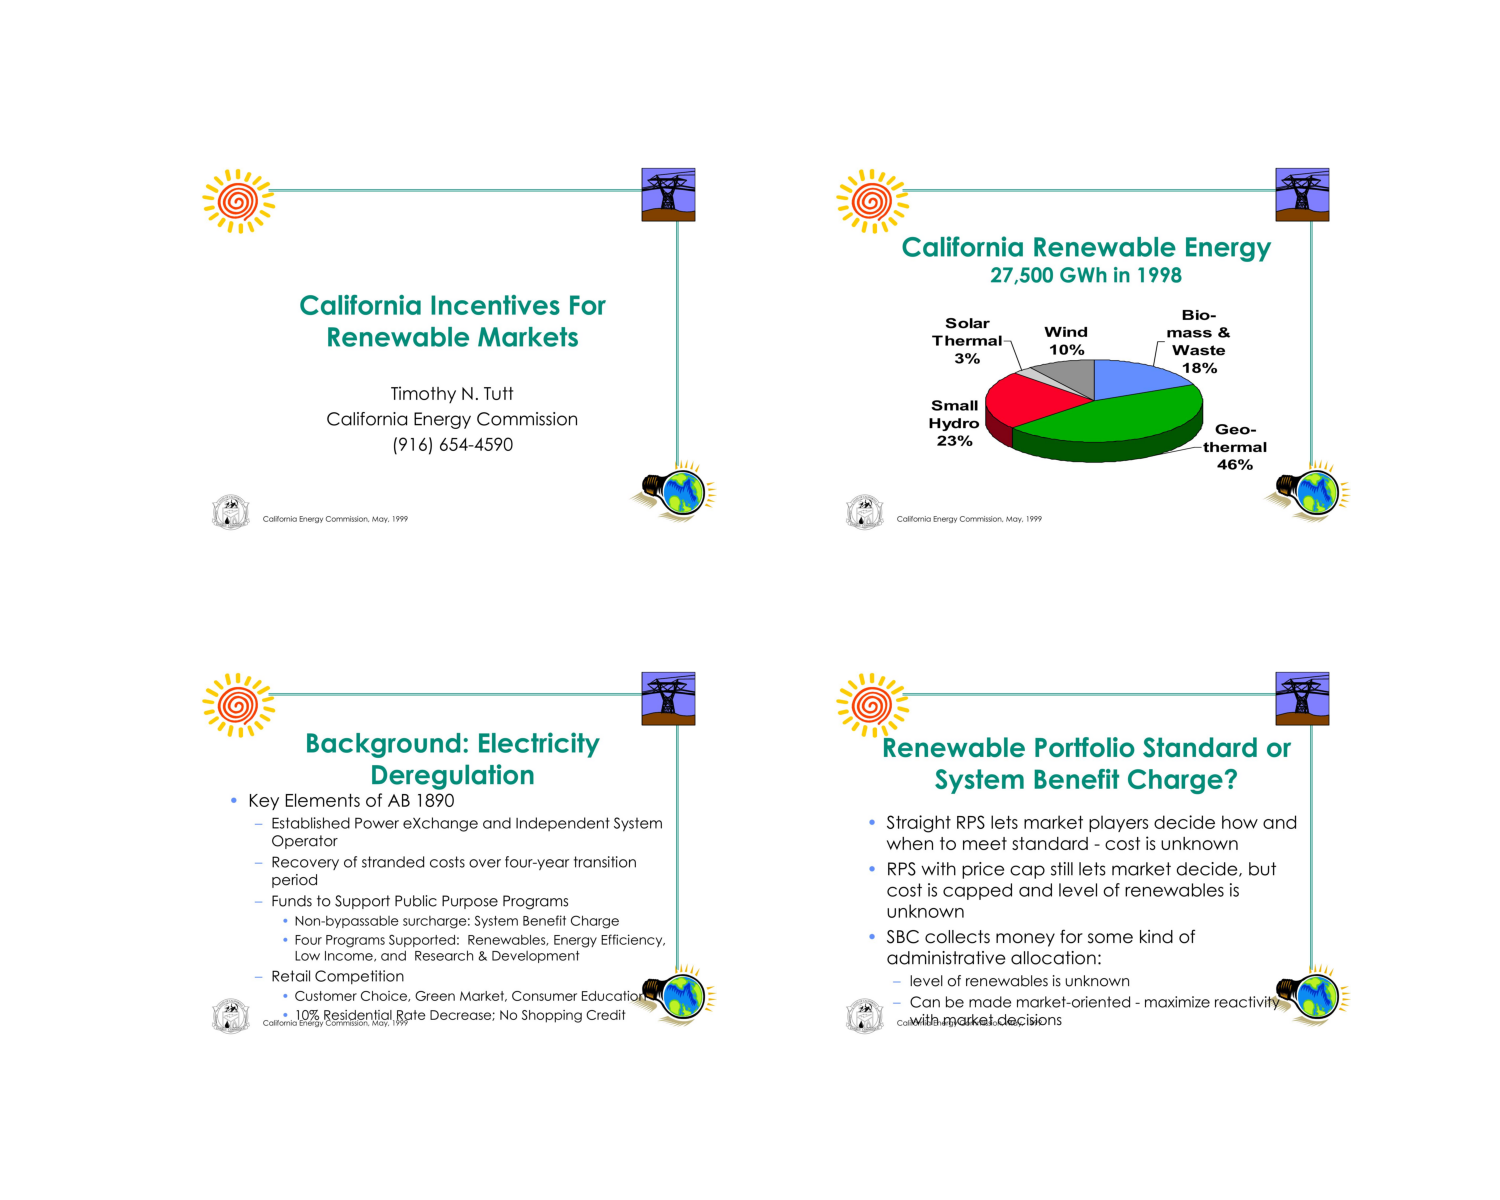 California Incentives For
Renewable Markets
Timothy N. Tutt
California Energy Commission
(916) 654-4590
California Energy Commission, May, 1999
California Renewable Energy
27,500 GWh in 1998
Solar
Thermal
3%
Wind
10%
Bio-
mass &
Waste
18%
Small
Hydro
23%
Geo-
thermal
46%
California Energy Commission, May, 1999
Background: Electricity
Deregulation
• Key Elements of AB 1890
– Established Power eXchange and Independent System
Operator
– Recovery of stranded costs over four-year transition
period
– Funds to Support Public Purpose Programs
• Non-bypassable surcharge: System Benefit Charge
• Four Programs Supported: Renewables, Energy Efficiency,
Low Income, and Research & Development
– Retail Competition
• Customer Choice, Green Market, Consumer Education
• 10% Residential Rate Decrease; No Shopping Credit
California Energy Commission, May, 1999
Renewable Portfolio Standard or
System Benefit Charge?
• Straight RPS lets market players decide how and
when to meet standard - cost is unknown
• RPS with price cap still lets market decide, but
cost is capped and level of renewables is
unknown
• SBC collects money for some kind of
administrative allocation:
– level of renewables is unknown
– Can be made market-oriented - maximize reactivity
with market decisions
California Energy Commission, May, 1999